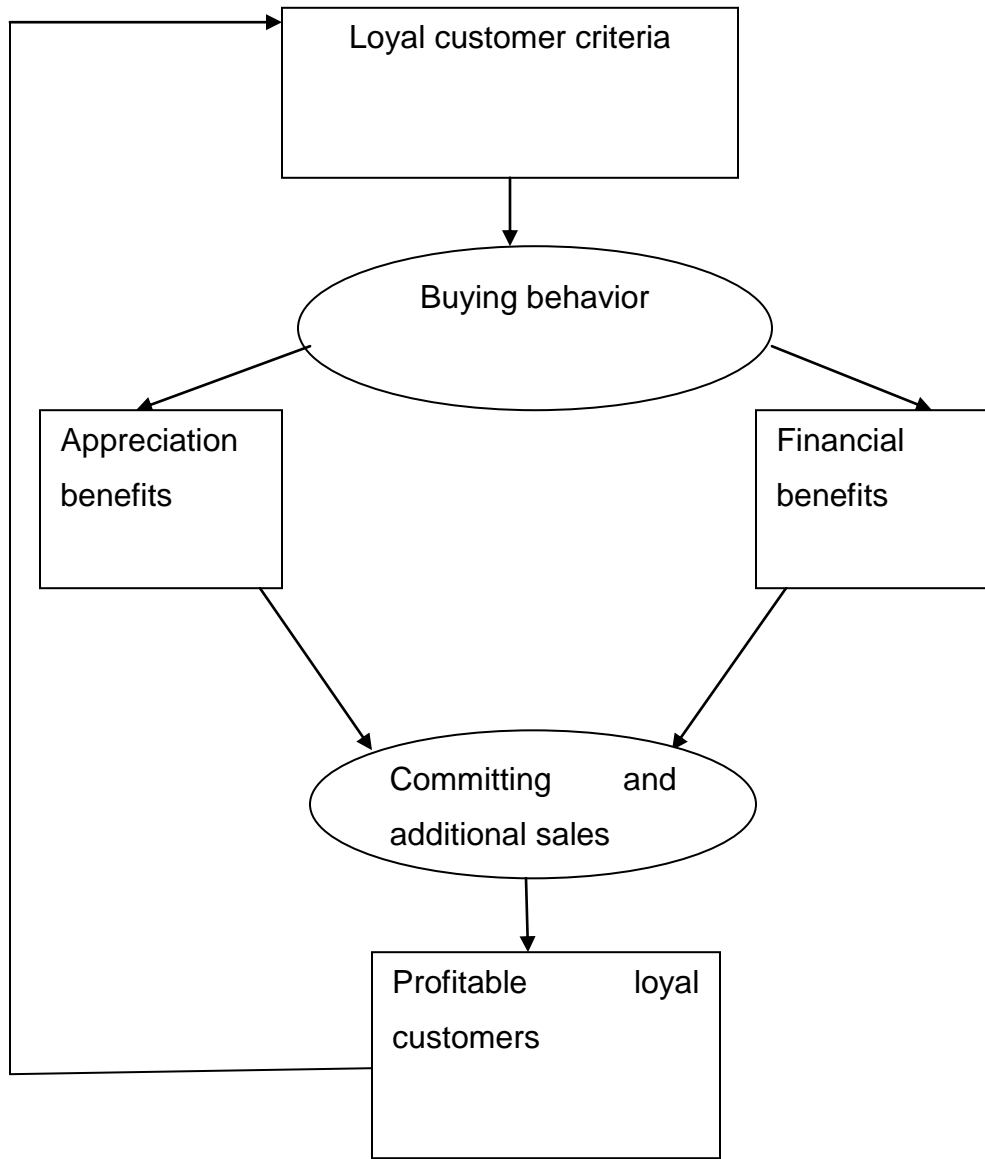 Loyal customer criteria
Buying behavior
Appreciation
benefits
Financial
benefits
Committing and
additional sales
Profitable loyal
customers